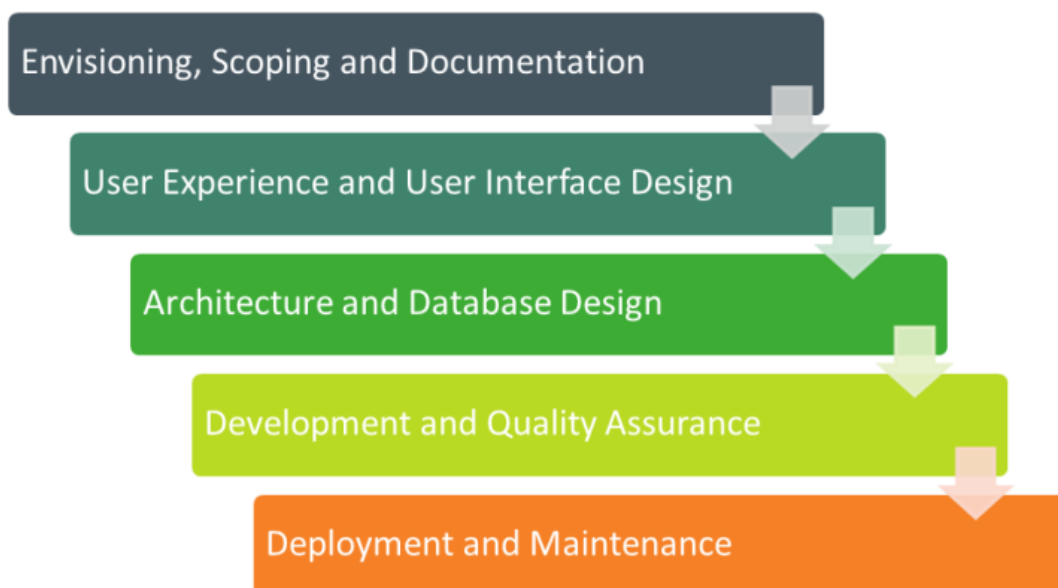 Envisioning, Scoping and Documentation
User Experience and User Interface Design
Architecture and Database Design
Development and Quality Assurance
Deployment and Maintenance